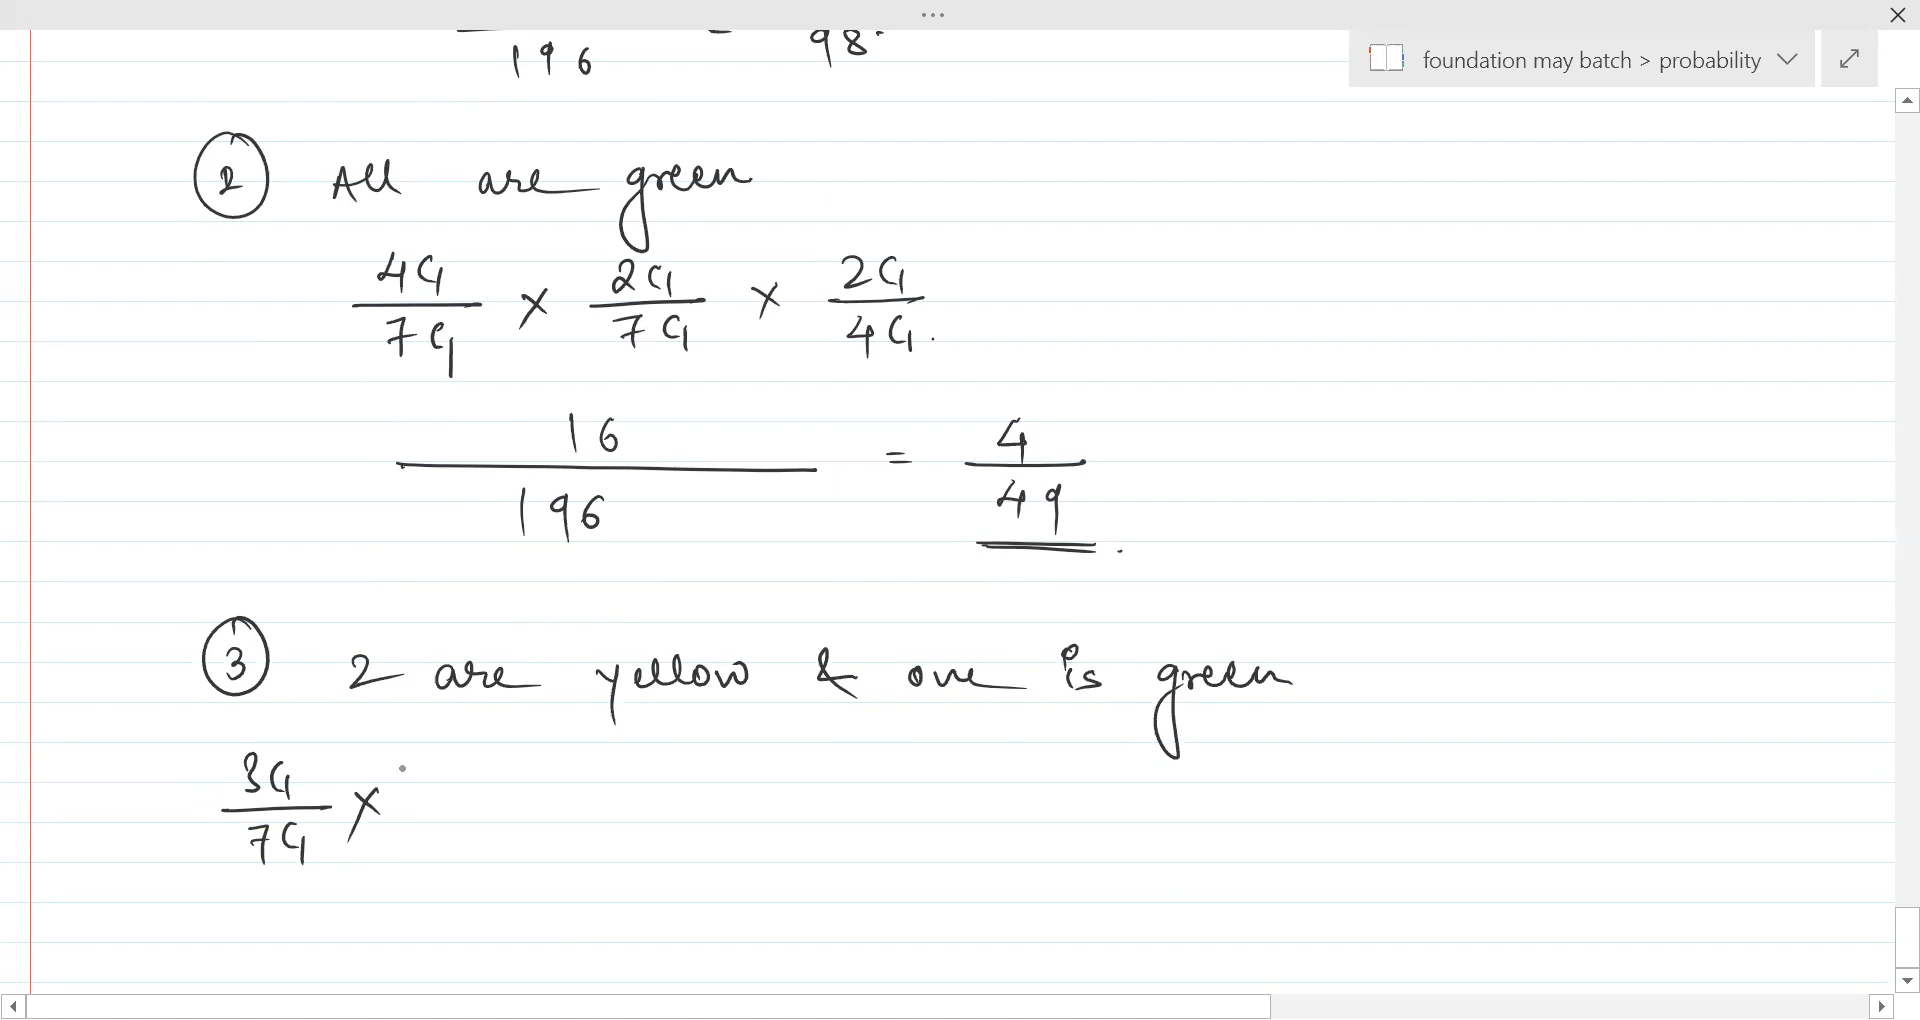 foundation may batch > probability
196 98.
2 All are green
4C1/7C1 × 2C1/7C1 × 2C1/4C1.
16/196 = 4/49.
3 2 are yellow & one is green
3C1/7C1 ×